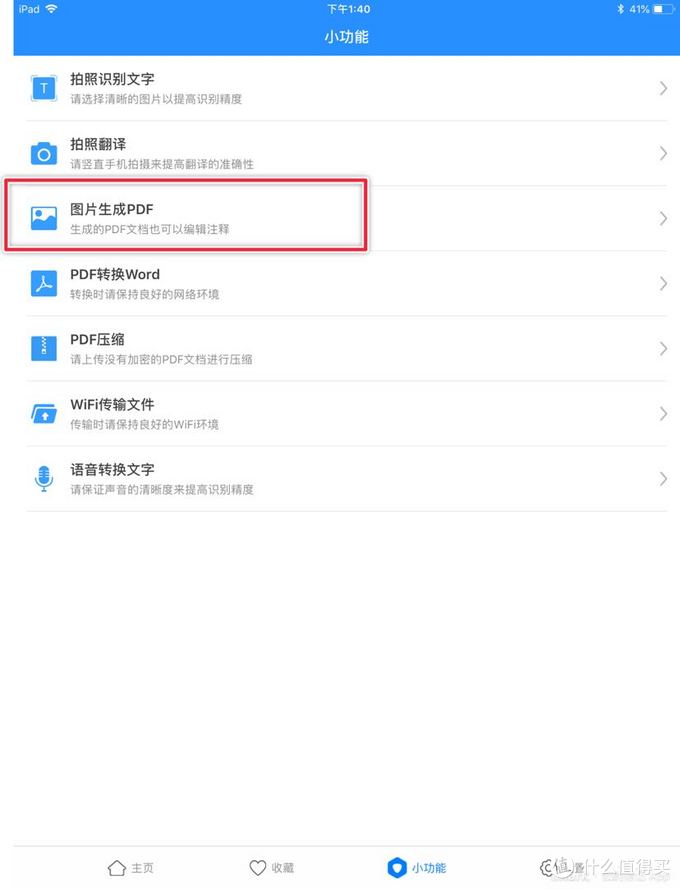 iPad 下午1:40 41%
小功能
T
拍照识别文字
请选择清晰的图片以提高识别精度
拍照翻译
请竖直手机拍摄来提高翻译的准确性
图片生成PDF
生成的PDF文档也可以编辑注释
PDF转换Word
转换时请保持良好的网络环境
PDF压缩
请上传没有加密的PDF文档进行压缩
WiFi传输文件
传输时请保持良好的WiFi环境
语音转换文字
请保证声音的清晰度来提高识别精度
主页 收藏 小功能
值 什么值得买